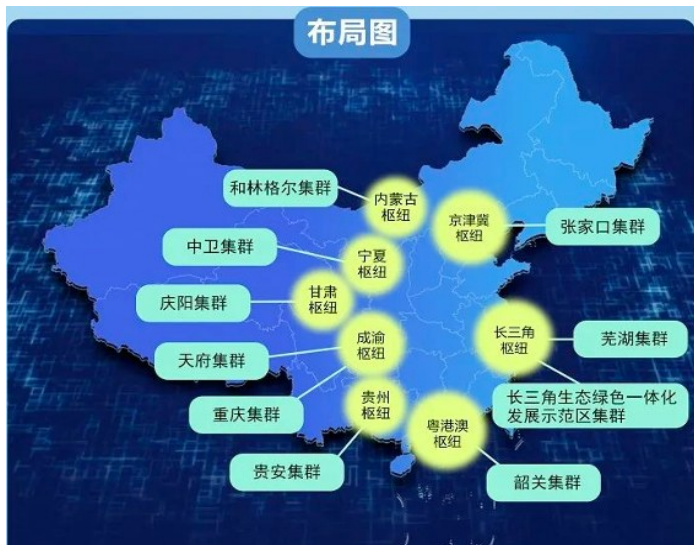 布局图
和林格尔集群
内蒙古
枢纽
京津冀
枢纽
张家口集群
中卫集群
宁夏
枢纽
庆阳集群
甘肃
枢纽
天府集群
成渝
枢纽
长三角
枢纽
芜湖集群
重庆集群
贵州
枢纽
粤港澳
枢纽
长三角生态绿色一体化
发展示范区集群
贵安集群
韶关集群